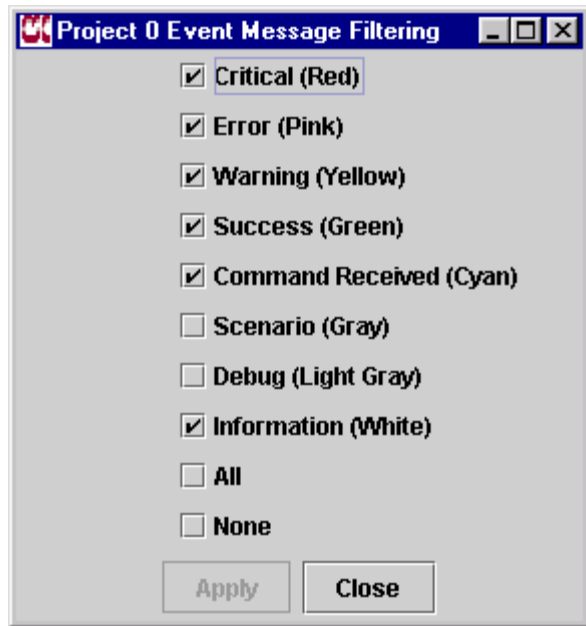 Project 0 Event Message Filtering
Critical (Red)
Error (Pink)
Warning (Yellow)
Success (Green)
Command Received (Cyan)
Scenario (Gray)
Debug (Light Gray)
Information (White)
All
None
Apply Close